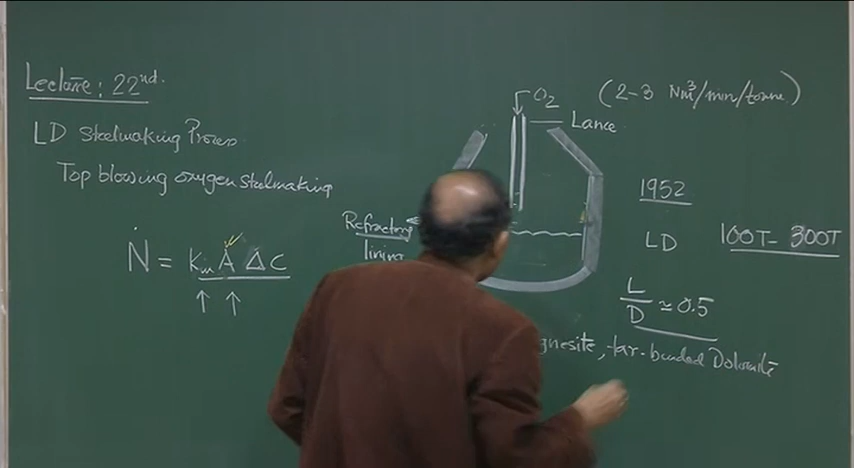 Lecture: 22nd.
LD Steelmaking Process
Top blowing oxygen steelmaking
Ṅ = Km A ΔC
O2
Lance
Refractory
lining
(2-3 Nm³/min/tonne)
1952
LD 100T - 300T
L/D ≃ 0.5
gnesite, tar-bonded Dolomite